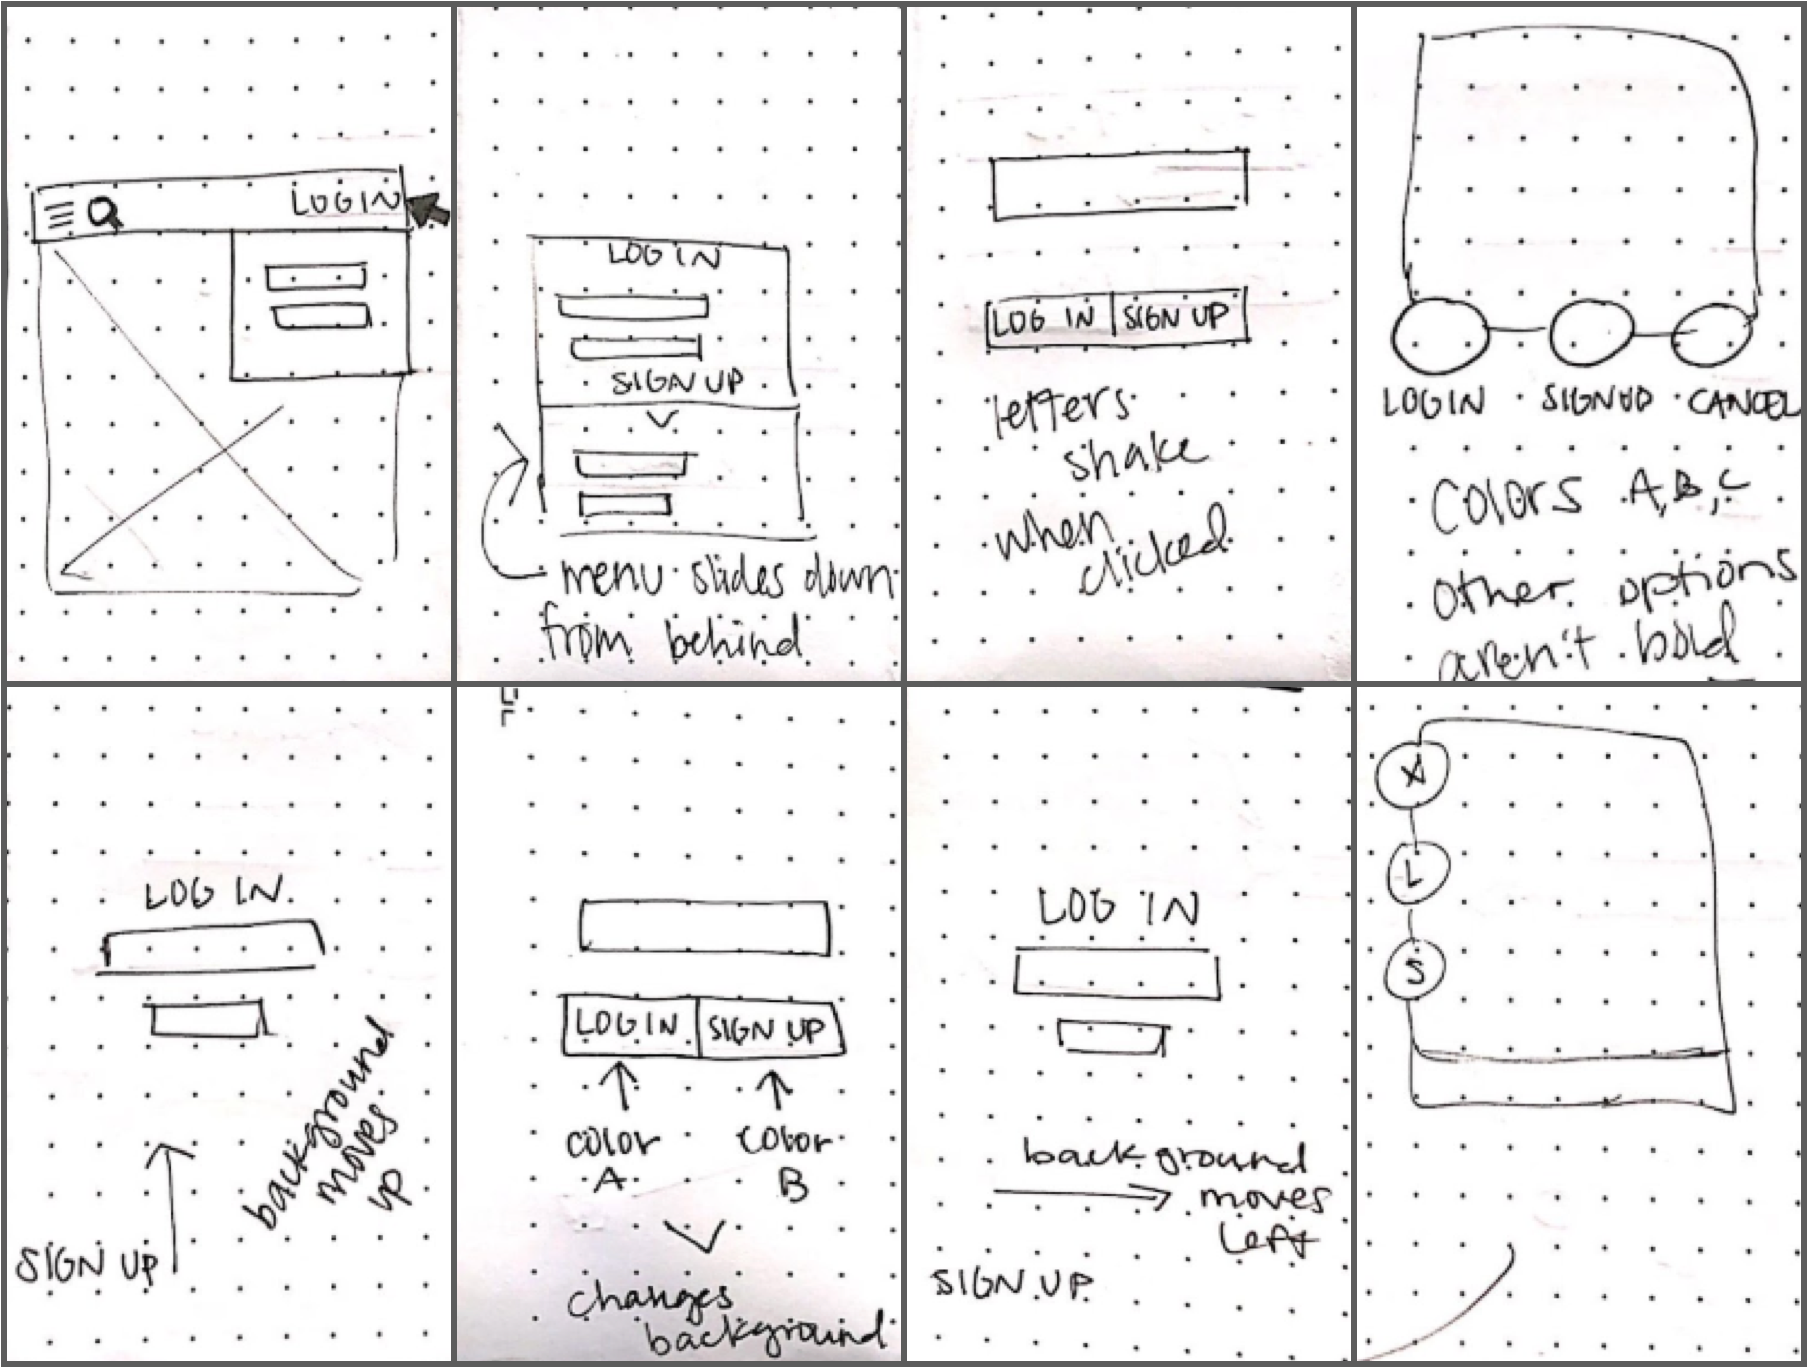 LOGIN
LOG IN
SIGN UP
menu slides down
from behind
LOG IN SIGN UP
letters
shake
when
clicked
LOGIN SIGNUP CANCEL
Colors A, B, C
other options
aren't bold
LOG IN
background
moves
up
SIGN UP
LOGIN SIGN UP
color color
A B
changes
background
LOG IN
background
moves
left
SIGN UP
X
L
S